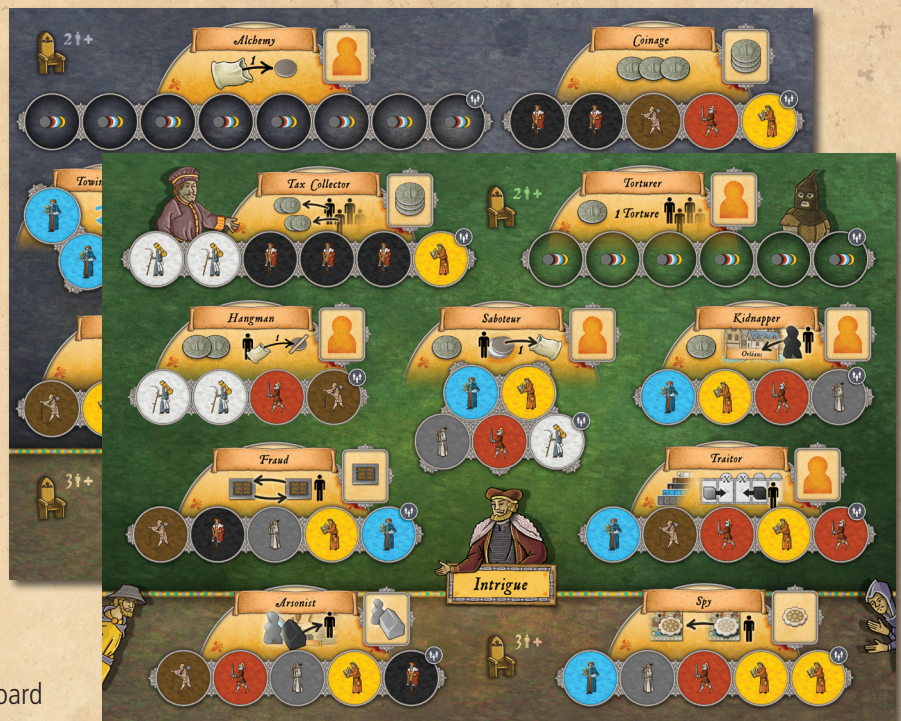 2+
Alchemy
1
Coinage
Towin
Tax Collector
2+
Torturer
1 Torture
Hangman
1
Saboteur
1
Kidnapper
Orléans
Fraud
Traitor
X X
3+
Intrigue
Arsonist
3+
Spy
oard